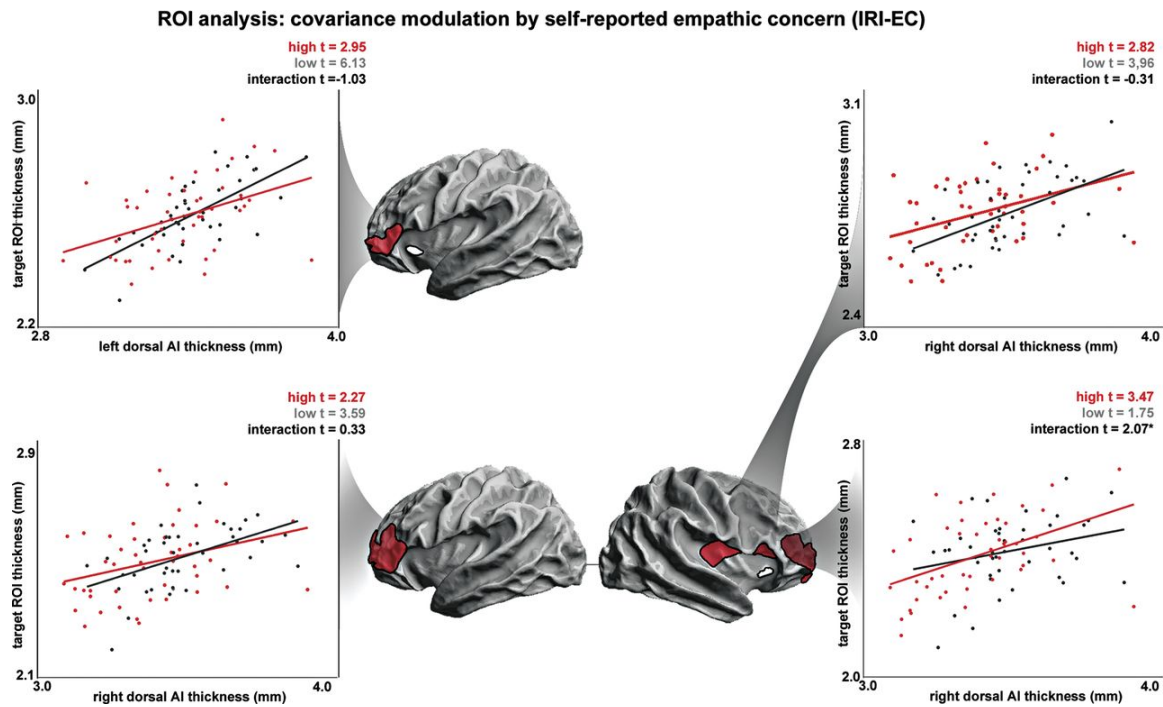 ROI analysis: covariance modulation by self-reported empathic concern (IRI-EC)
high t = 2.95
low t = 6.13
interaction t =-1.03
3.0
target ROI thickness (mm)
2.2
2.8
4.0
left dorsal AI thickness (mm)
high t = 2.82
low t = 3,96
interaction t = -0.31
3.1
target ROI thickness (mm)
2.4
3.0
4.0
right dorsal AI thickness (mm)
high t = 2.27
low t = 3.59
interaction t = 0.33
2.9
target ROI thickness (mm)
2.1
3.0
4.0
right dorsal AI thickness (mm)
high t = 3.47
low t = 1.75
interaction t = 2.07*
2.8
target ROI thickness (mm)
2.0
3.0
4.0
right dorsal AI thickness (mm)